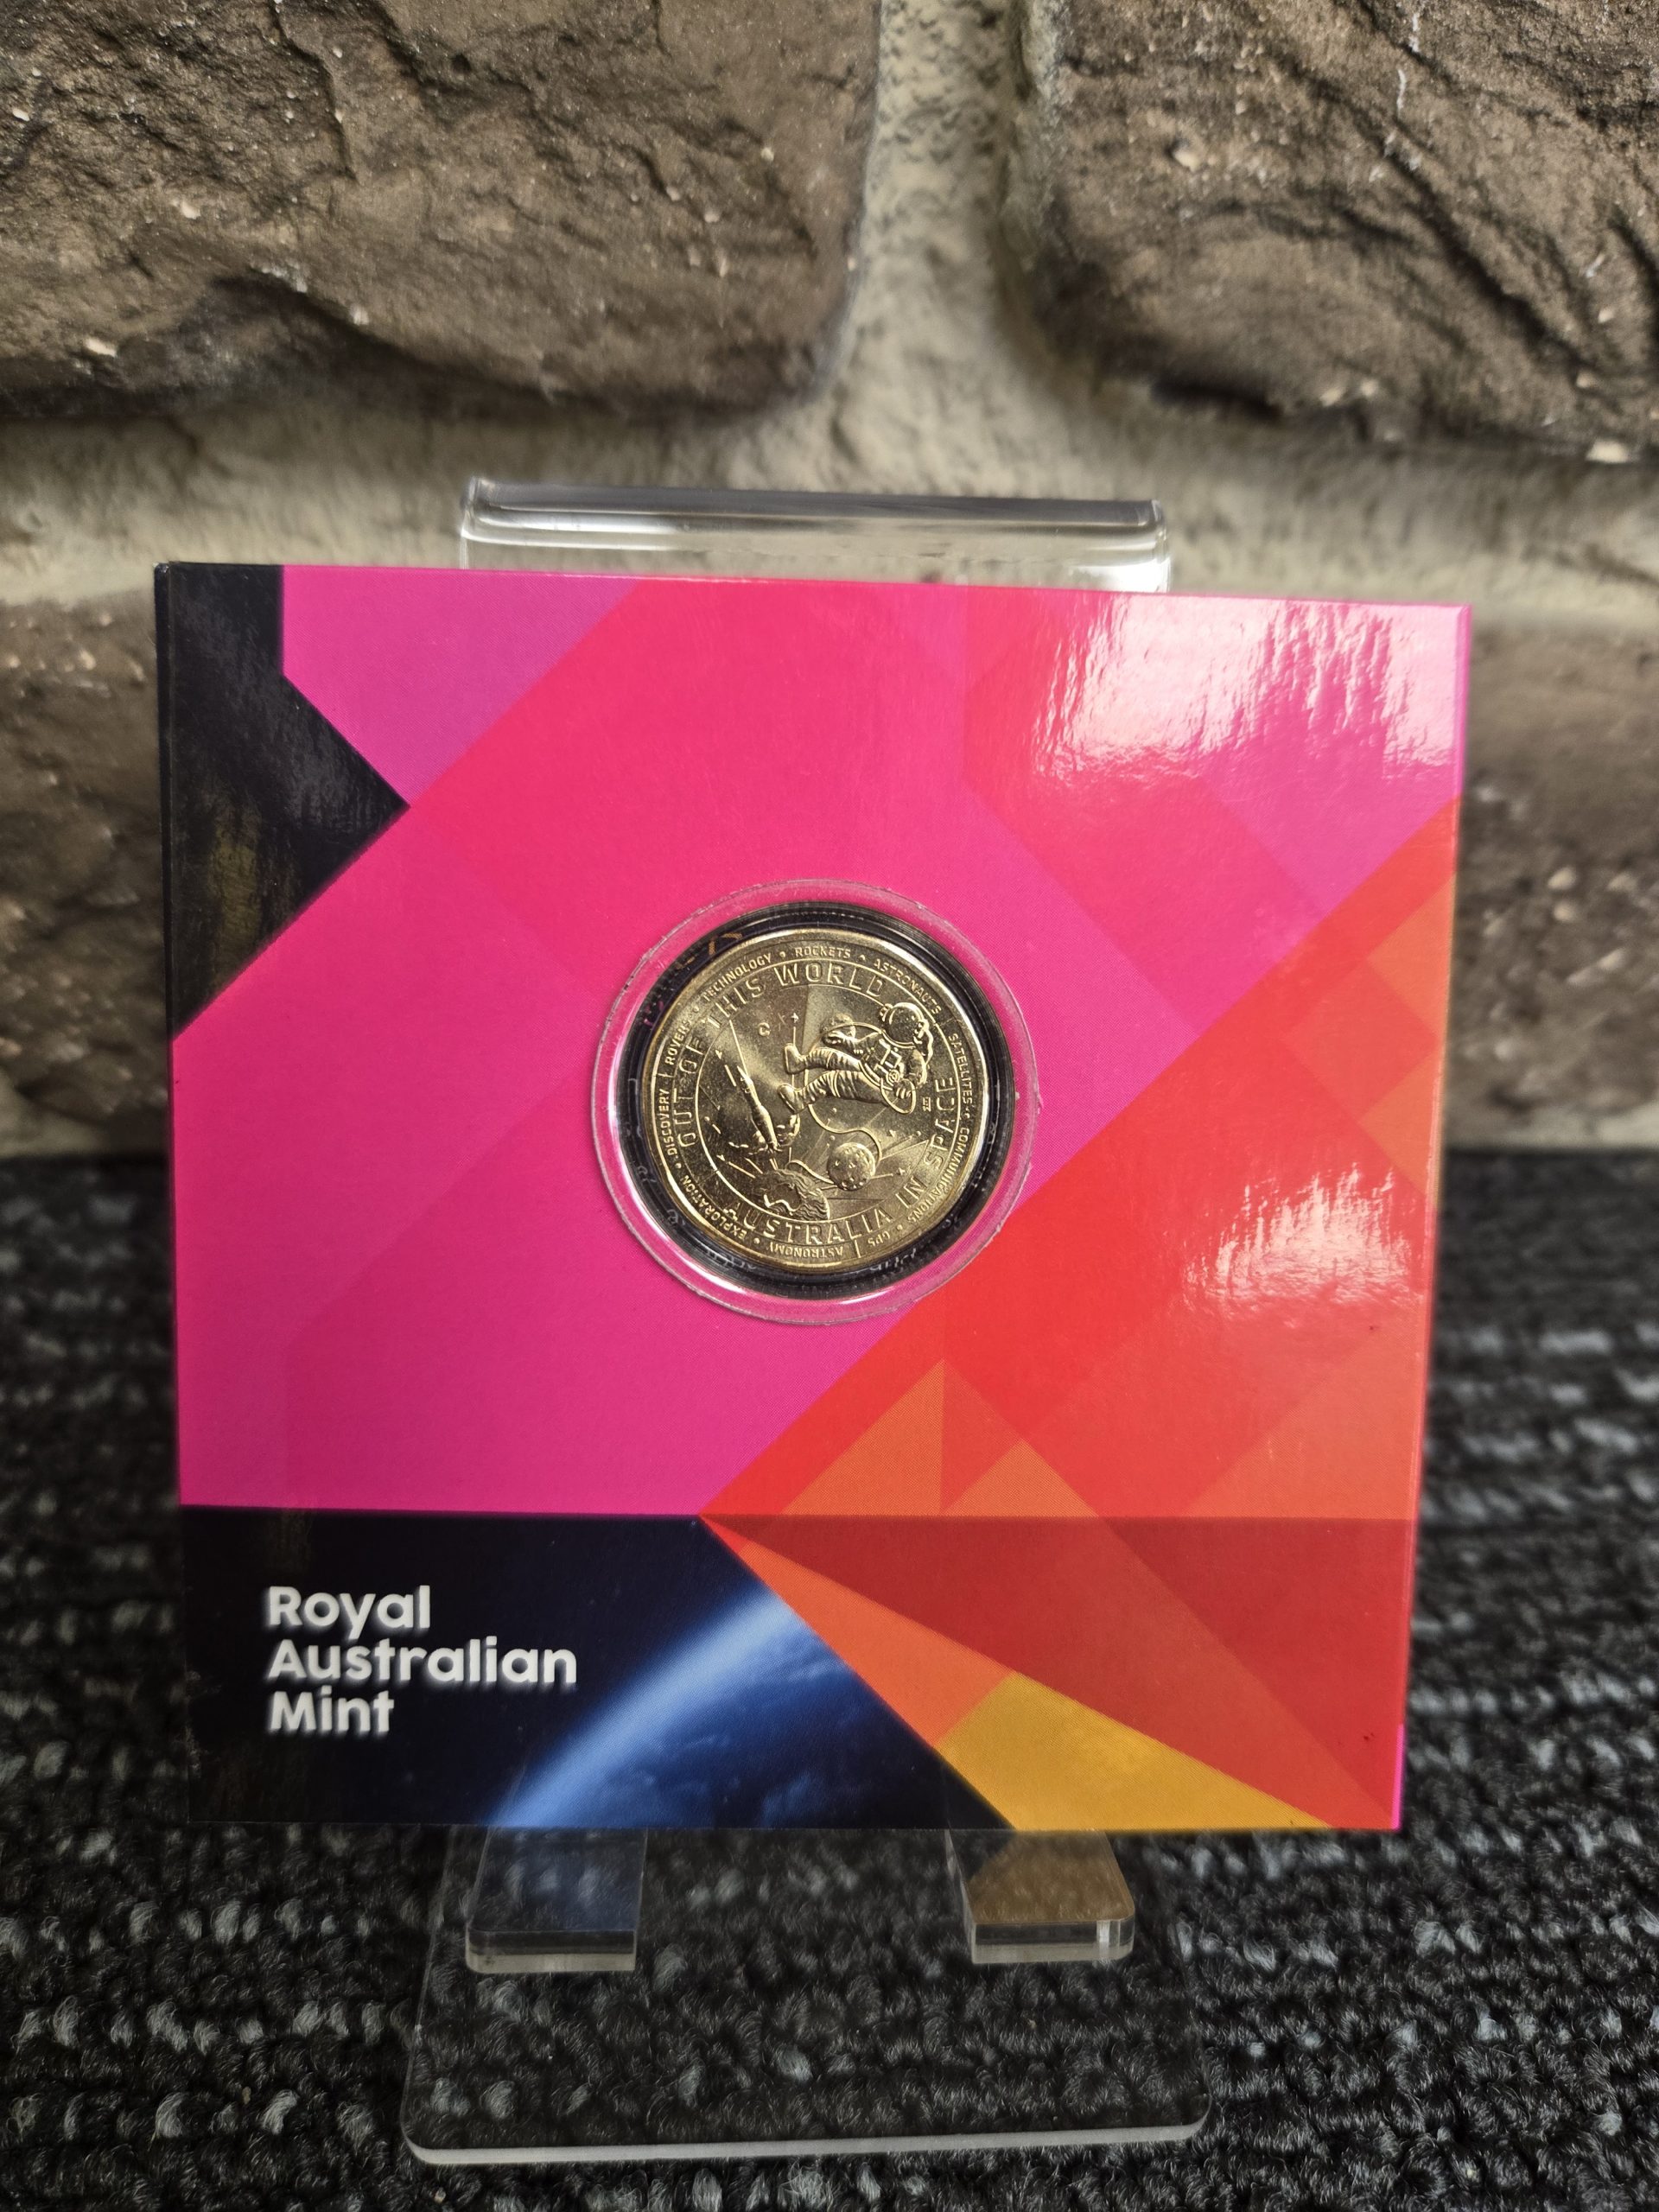 TECHNOLOGY • ROCKETS • ASTRONAUTS
SATELLITES • COMMUNICATIONS
GPS • ASTRONOMY
EXPLORATION • DISCOVERY
ROVERS
OUT OF THIS WORLD
AUSTRALIA IN SPACE
Royal
Australian
Mint